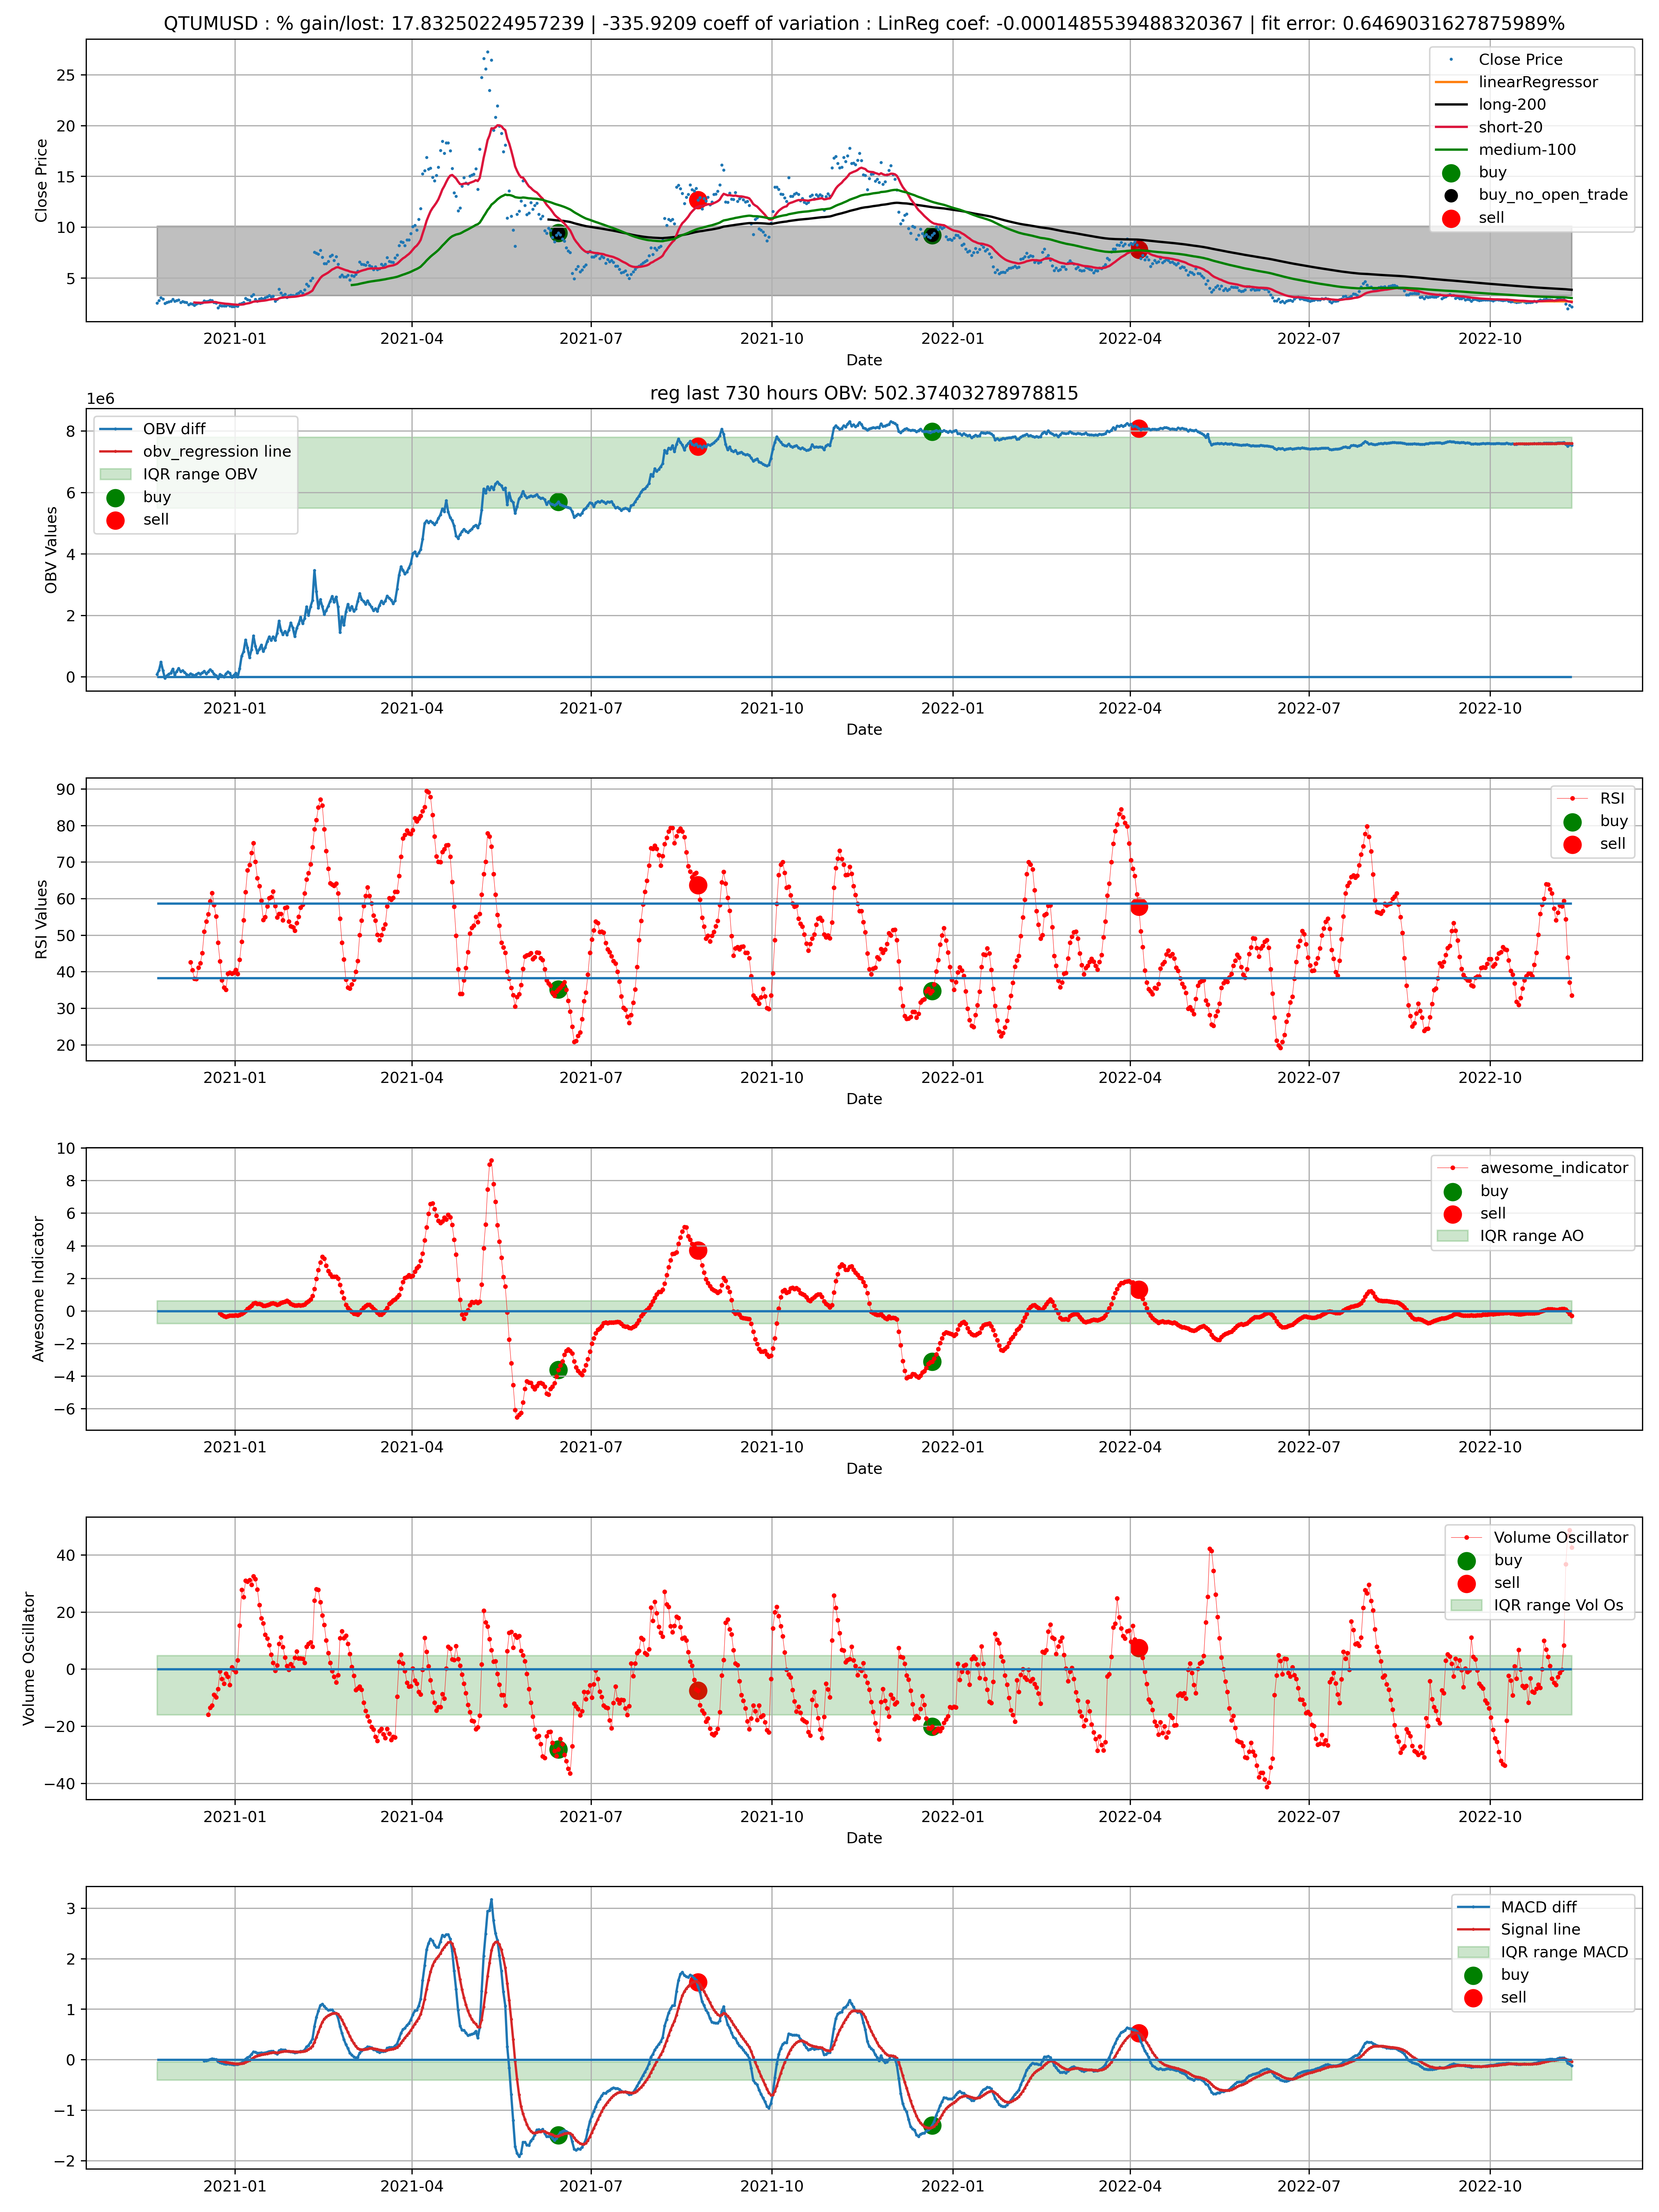 QTUMUSD : % gain/lost: 17.83250224957239 | -335.9209 coeff of variation : LinReg coef: -0.0001485539488320367 | fit error: 0.6469031627875989%
Close Price
25
20
15
10
5
Close Price
linearRegressor
long-200
short-20
medium-100
buy
buy_no_open_trade
sell
2021-01 2021-04 2021-07 2021-10 2022-01 2022-04 2022-07 2022-10
Date
reg last 730 hours OBV: 502.37403278978815
1e6
OBV Values
8
6
4
2
0
OBV diff
obv_regression line
IQR range OBV
buy
sell
2021-01 2021-04 2021-07 2021-10 2022-01 2022-04 2022-07 2022-10
Date
RSI Values
90
80
70
60
50
40
30
20
RSI
buy
sell
2021-01 2021-04 2021-07 2021-10 2022-01 2022-04 2022-07 2022-10
Date
Awesome Indicator
10
8
6
4
2
0
−2
−4
−6
awesome_indicator
buy
sell
IQR range AO
2021-01 2021-04 2021-07 2021-10 2022-01 2022-04 2022-07 2022-10
Date
Volume Oscillator
40
20
0
−20
−40
Volume Oscillator
buy
sell
IQR range Vol Os
2021-01 2021-04 2021-07 2021-10 2022-01 2022-04 2022-07 2022-10
Date
3
2
1
0
−1
−2
MACD diff
Signal line
IQR range MACD
buy
sell
2021-01 2021-04 2021-07 2021-10 2022-01 2022-04 2022-07 2022-10